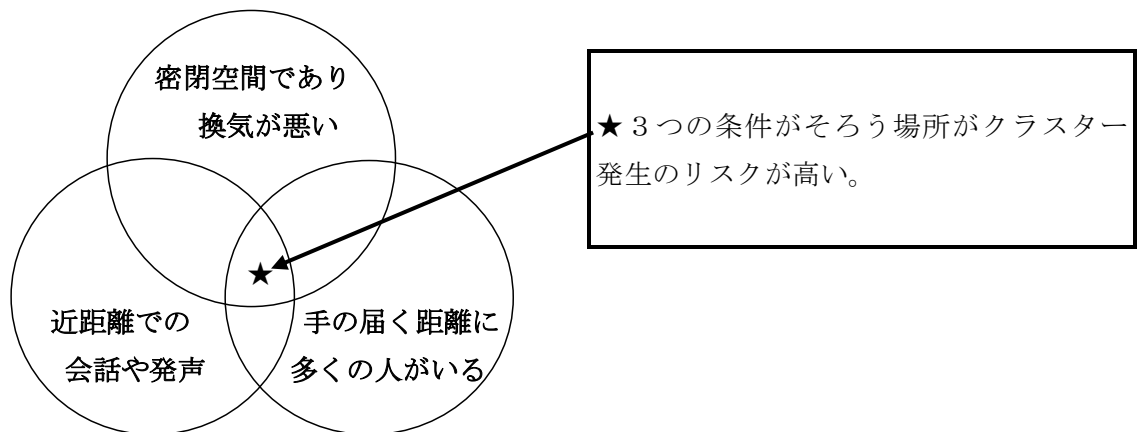 密閉空間であり
換気が悪い
★３つの条件がそろう場所がクラスター
発生のリスクが高い。
★
近距離での
会話や発声
手の届く距離に
多くの人がいる